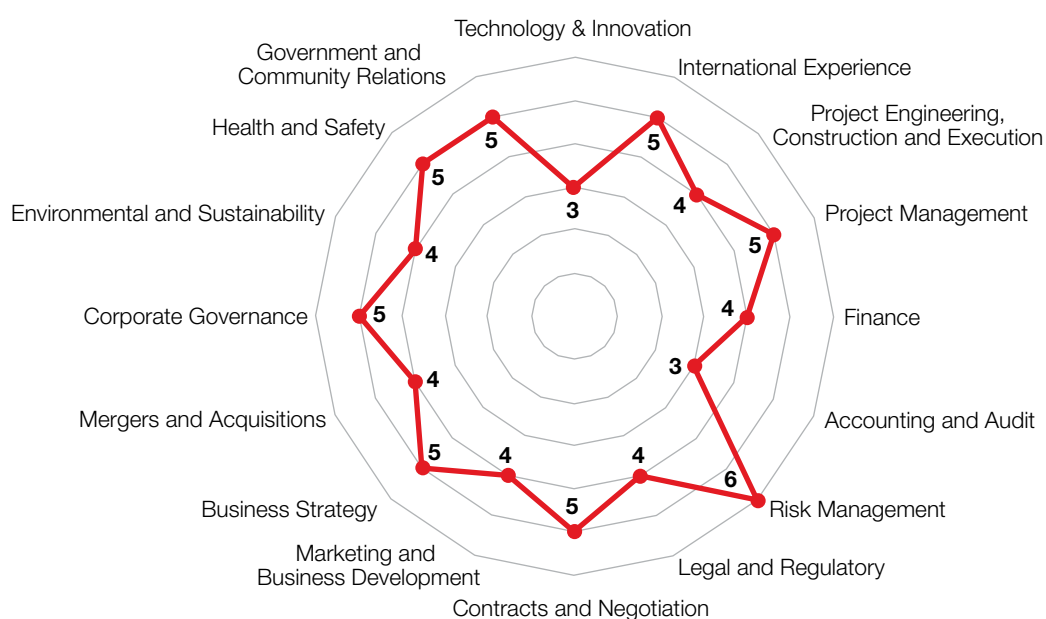 Technology & Innovation
Government and
Community Relations
International Experience
Project Engineering,
Construction and Execution
Health and Safety
5
5
5
5
3
4
Environmental and Sustainability
Project Management
4
5
Corporate Governance
5
4
Finance
4
3
Mergers and Acquisitions
Accounting and Audit
5
4
4
6
5
Business Strategy
Risk Management
Marketing and
Business Development
Legal and Regulatory
Contracts and Negotiation